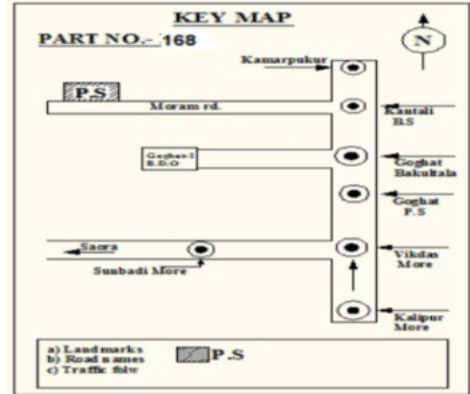 KEY MAP
PART NO.- 168
N
Kamarpukur
P.S
Moram rd.
Kantali
B.S
Goghat-I
B.D.O
Goghat
Bakultala
Goghat
P.S
Saora
Sunbadi More
Vikdas
More
Kalipur
More
a) Landmarks
b) Road names
c) Traffic folw
P.S